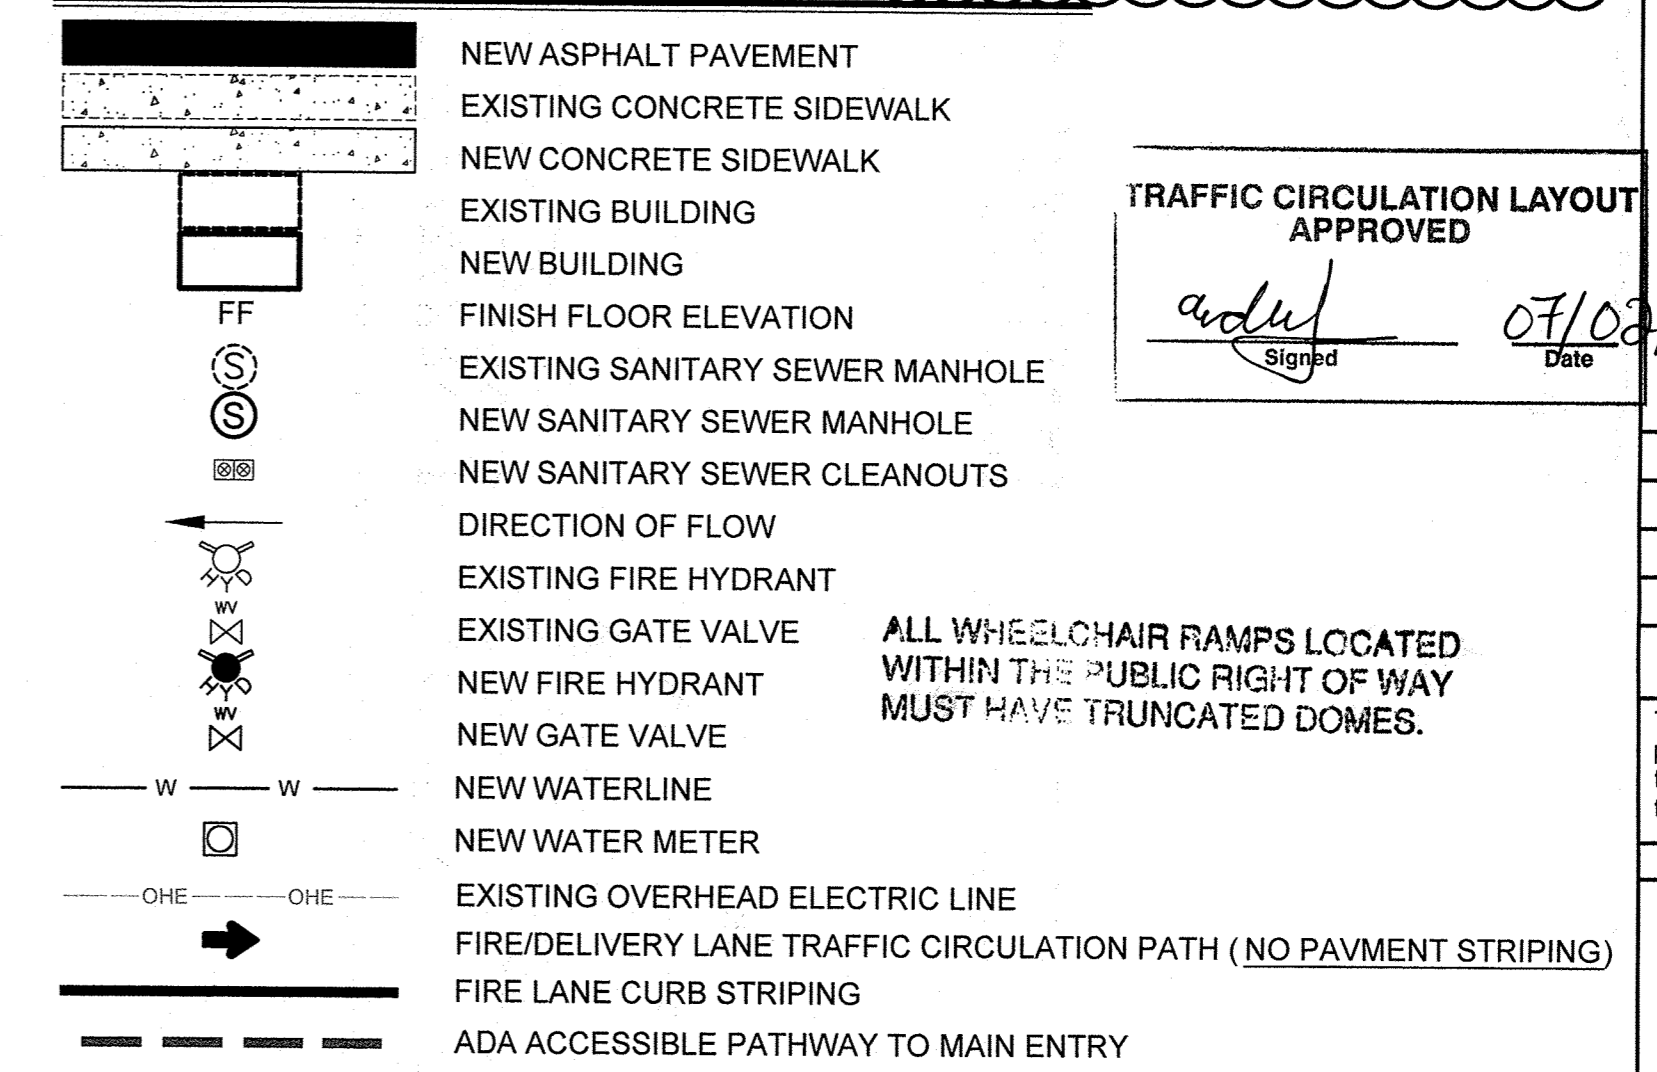 NEW ASPHALT PAVEMENT
EXISTING CONCRETE SIDEWALK
NEW CONCRETE SIDEWALK
EXISTING BUILDING
NEW BUILDING
FF FINISH FLOOR ELEVATION
S EXISTING SANITARY SEWER MANHOLE
S NEW SANITARY SEWER MANHOLE
NEW SANITARY SEWER CLEANOUTS
DIRECTION OF FLOW
HYD EXISTING FIRE HYDRANT
WV EXISTING GATE VALVE
HYD NEW FIRE HYDRANT
WV NEW GATE VALVE
W W NEW WATERLINE
NEW WATER METER
OHE OHE EXISTING OVERHEAD ELECTRIC LINE
FIRE/DELIVERY LANE TRAFFIC CIRCULATION PATH (NO PAVMENT STRIPING)
FIRE LANE CURB STRIPING
ADA ACCESSIBLE PATHWAY TO MAIN ENTRY
TRAFFIC CIRCULATION LAYOUT
APPROVED
07/02
Signed Date
ALL WHEELCHAIR RAMPS LOCATED
WITHIN THE PUBLIC RIGHT OF WAY
MUST HAVE TRUNCATED DOMES.